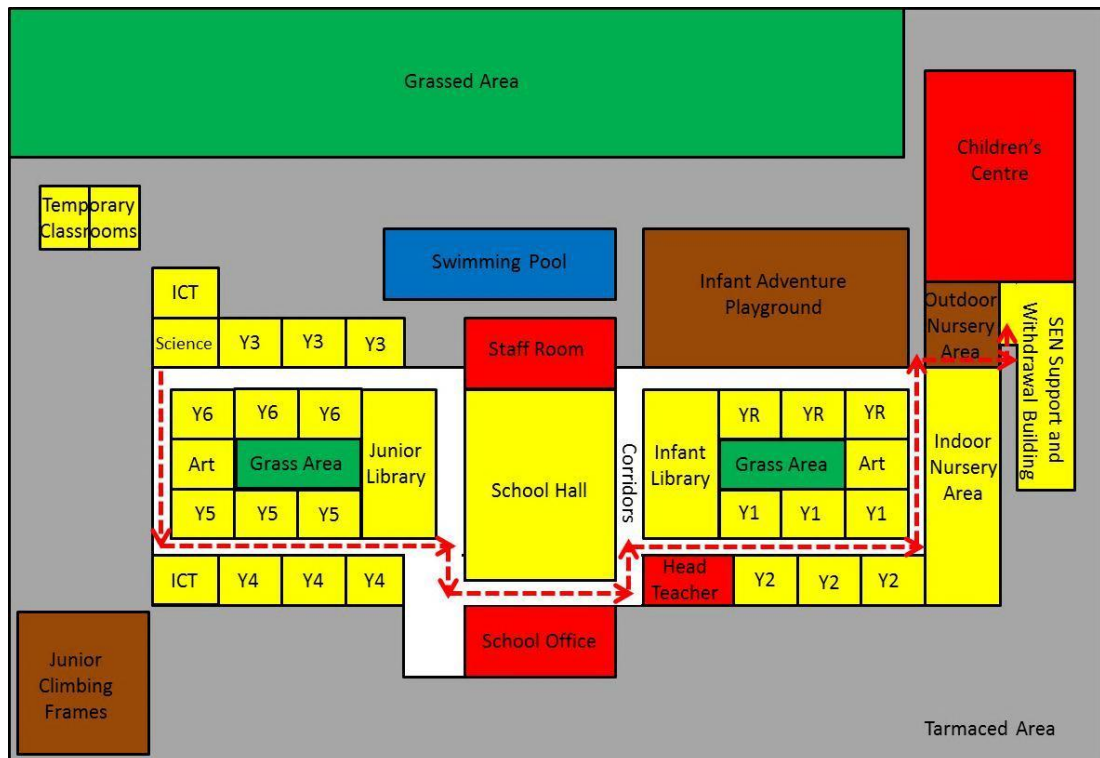 Grassed Area
Children's
Centre
Temporary
Classrooms
Swimming Pool
Infant Adventure
Playground
ICT
Outdoor
Nursery
Area
SEN Support and
Withdrawal Building
Science
Y3
Y3
Y3
Staff Room
Y6
Y6
Y6
Junior
Library
Art
Grass Area
Y5
Y5
Y5
School Hall
Corridors
Infant
Library
YR
YR
YR
Grass Area
Art
Y1
Y1
Y1
Indoor
Nursery
Area
ICT
Y4
Y4
Y4
Head
Teacher
Y2
Y2
Y2
School Office
Junior
Climbing
Frames
Tarmaced Area